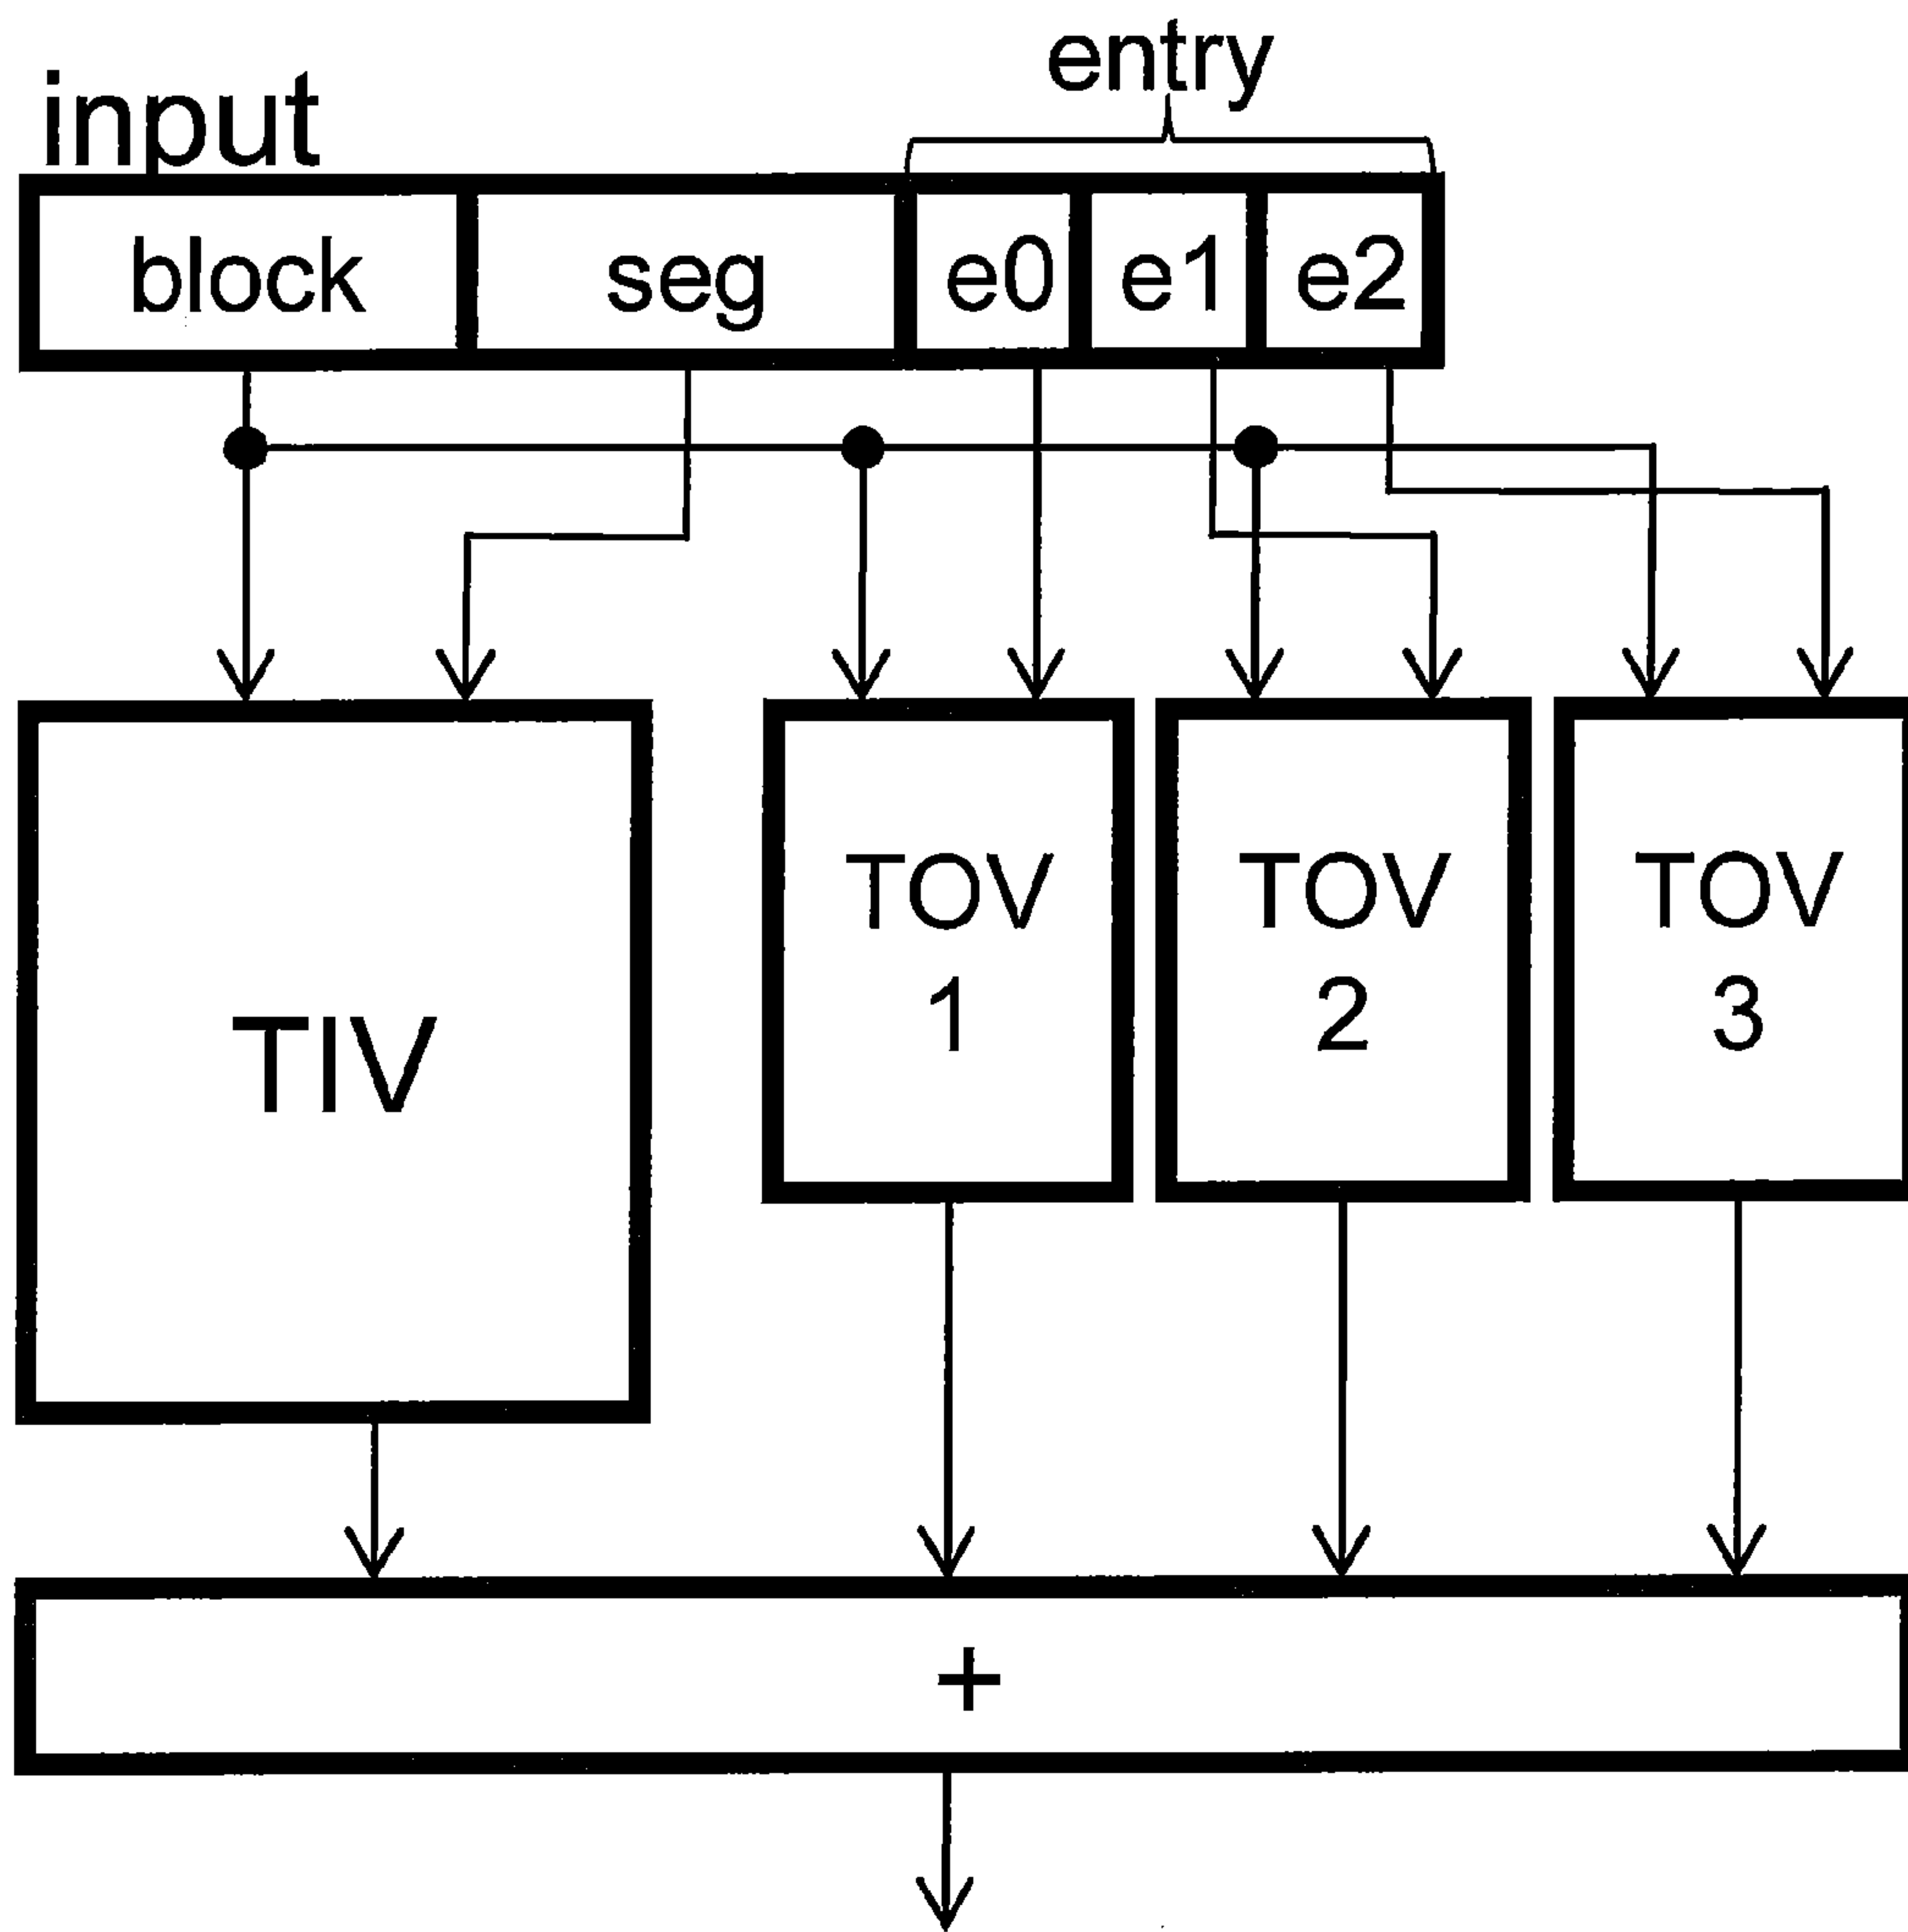 entry
input
block seg e0 e1 e2
TIV
TOV
1
TOV
2
TOV
3
+